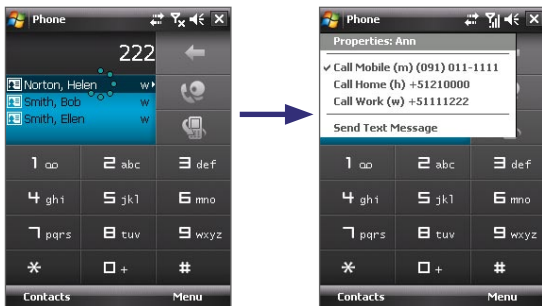 Phone
222
Norton, Helen w
Smith, Bob w
Smith, Ellen w
1 2 abc 3 def
4 ghi 5 jkl 6 mno
7 pqrs 8 tuv 9 wxyz
* 0 + #
Contacts Menu
Phone
Properties: Ann
✓ Call Mobile (m) (091) 011-1111
Call Home (h) +51210000
Call Work (w) +51111222
Send Text Message
1 2 abc 3 def
4 ghi 5 jkl 6 mno
7 pqrs 8 tuv 9 wxyz
* 0 + #
Contacts Menu